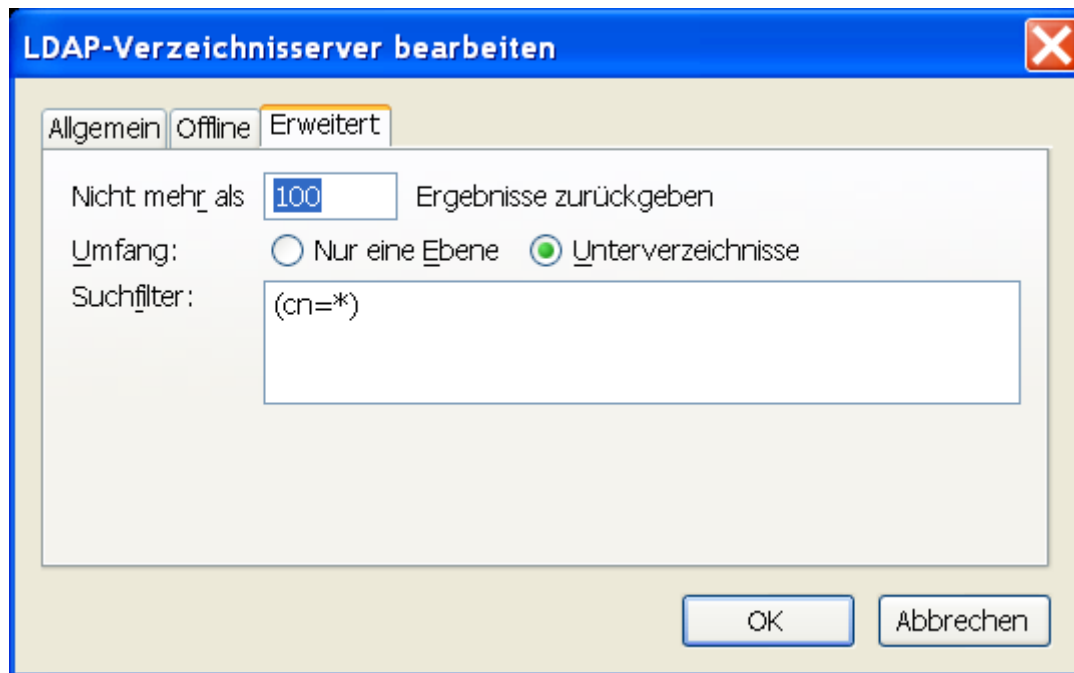 LDAP-Verzeichnisserver bearbeiten
Allgemein Offline Erweitert
Nicht mehr als 100 Ergebnisse zurückgeben
Umfang: Nur eine Ebene Unterverzeichnisse
Suchfilter: (cn=*)
OK Abbrechen